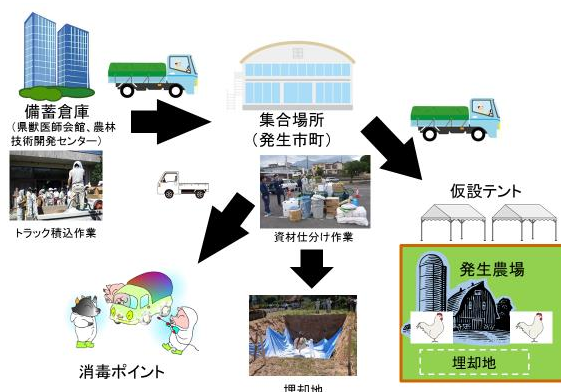 備蓄倉庫
(県獣医師会館、農林
技術開発センター)
トラック積込作業
集合場所
(発生市町)
資材仕分け作業
仮設テント
発生農場
埋却地
消毒ポイント
埋却地